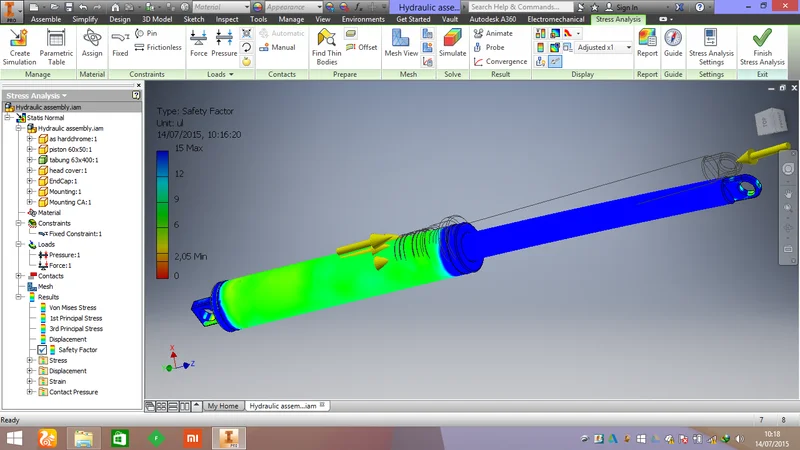 Material
Appearance
Hydraulic asse...
Search Help & Commands...
Sign In
PRO
Assemble Simplify Design 3D Model Sketch Inspect Tools Manage View Environments Get Started Vault Autodesk A360 Electromechanical Stress Analysis
Create Simulation
Parametric Table
Assign
Fixed
Pin
Frictionless
Force
Pressure
Automatic
Manual
Find Thin Bodies
Offset
Mesh View
Simulate
Animate
Probe
Convergence
Adjusted x1
Report
Guide
Stress Analysis Settings
Finish Stress Analysis
Manage Material Constraints Loads Contacts Prepare Mesh Solve Result Display Report Guide Settings Exit
Stress Analysis
Hydraulic assembly.iam
Statis Normal
Hydraulic assembly.iam
as hardchrome:1
piston 60x50:1
tabung 63x400:1
head cover:1
EndCap:1
Mounting:1
Mounting CA:1
Material
Constraints
Fixed Constraint:1
Loads
Pressure:1
Force:1
Contacts
Mesh
Results
Von Mises Stress
1st Principal Stress
3rd Principal Stress
Displacement
Safety Factor
Stress
Displacement
Strain
Contact Pressure
Type: Safety Factor
Unit: ul
14/07/2015, 10:16:20
15 Max
12
9
6
2,05 Min
0
X
Z
My Home
Hydraulic assem....iam
Ready
7 8
10:18
14/07/2015